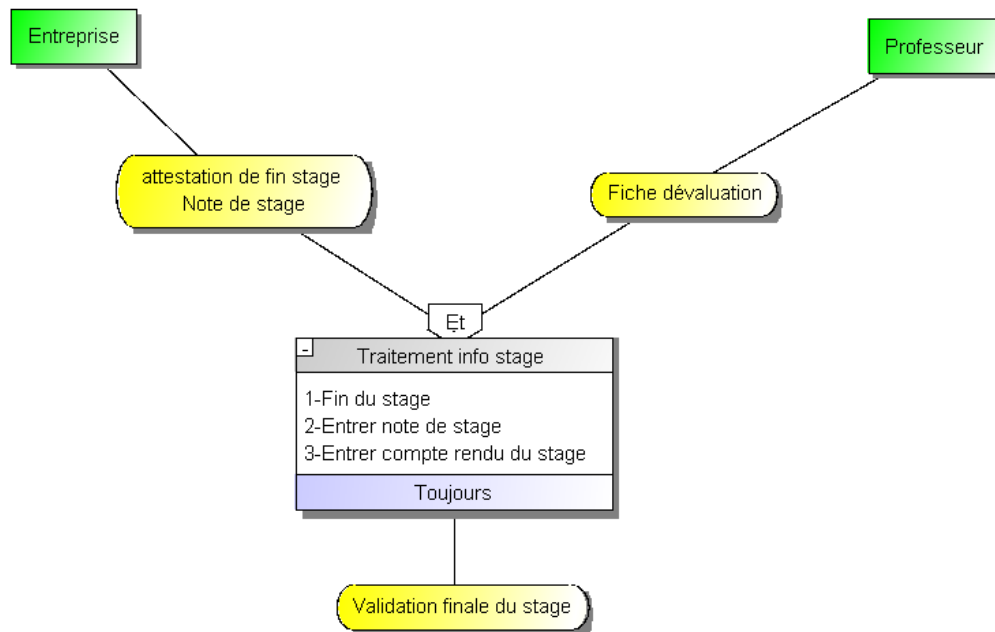 Entreprise
Professeur
attestation de fin stage
Note de stage
Fiche dévaluation
Et
Traitement info stage
1-Fin du stage
2-Entrer note de stage
3-Entrer compte rendu du stage
Toujours
Validation finale du stage